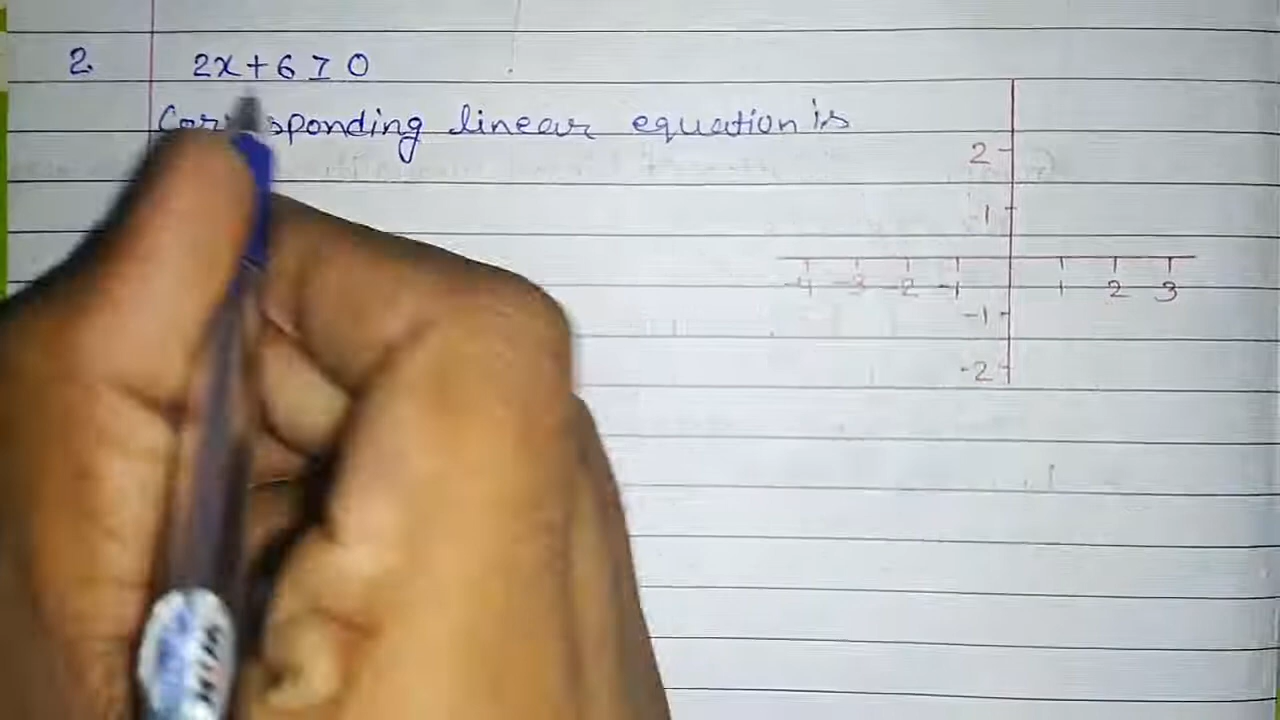 2. 2x + 6 ≥ 0
linear equation is
2
-1
-4 -3 -2 -1 1 2 3
-1
-2